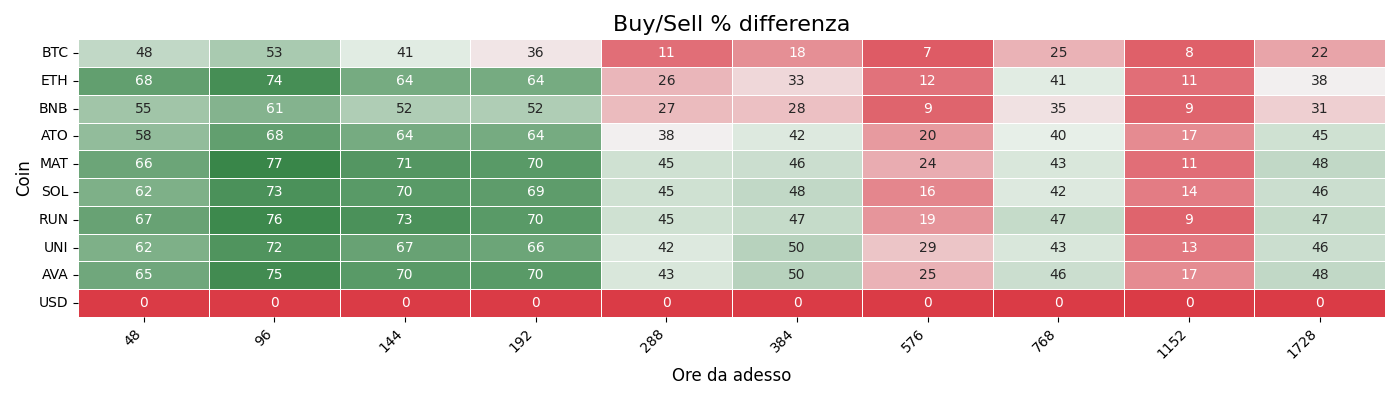 Buy/Sell % differenza
Coin
BTC 48 53 41 36 11 18 7 25 8 22
ETH 68 74 64 64 26 33 12 41 11 38
BNB 55 61 52 52 27 28 9 35 9 31
ATO 58 68 64 64 38 42 20 40 17 45
MAT 66 77 71 70 45 46 24 43 11 48
SOL 62 73 70 69 45 48 16 42 14 46
RUN 67 76 73 70 45 47 19 47 9 47
UNI 62 72 67 66 42 50 29 43 13 46
AVA 65 75 70 70 43 50 25 46 17 48
USD 0 0 0 0 0 0 0 0 0 0
48 96 144 192 288 384 576 768 1152 1728
Ore da adesso